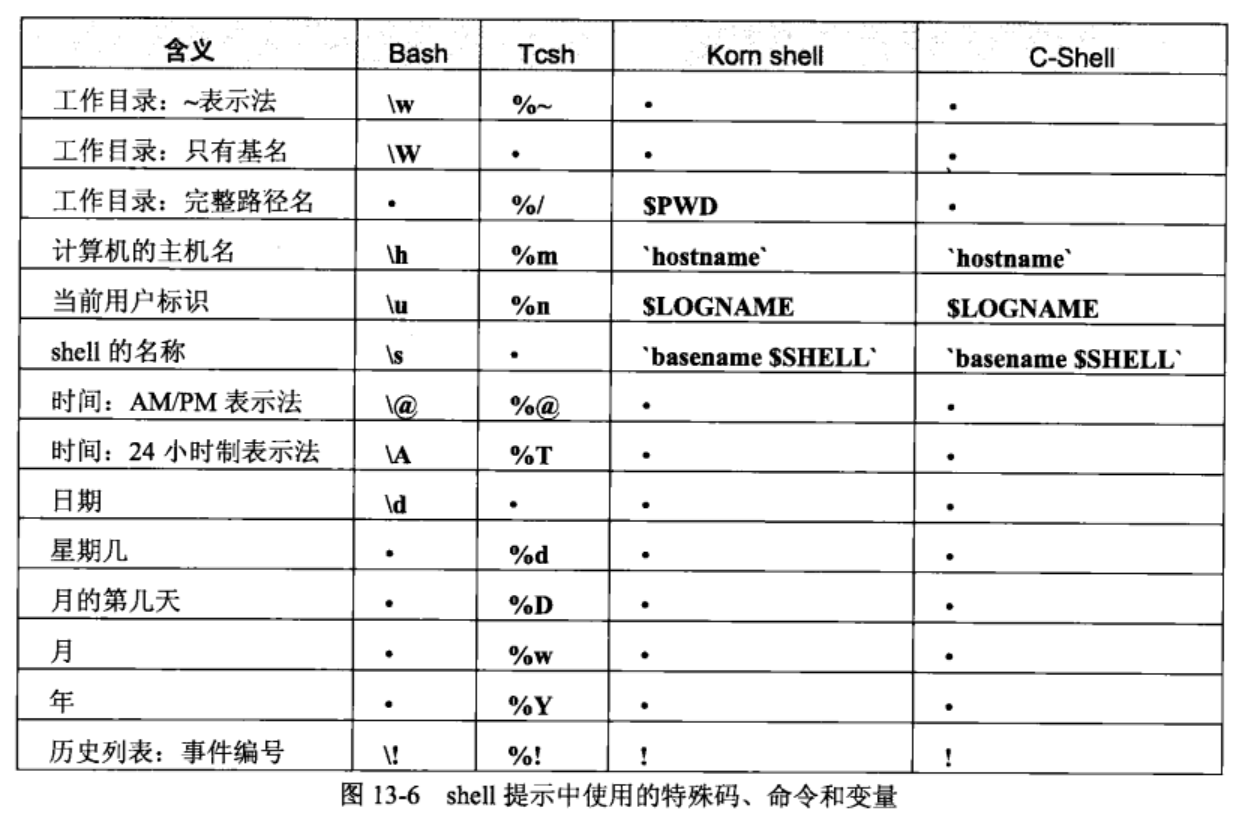 含义 Bash Tcsh Korn shell C-Shell
工作目录：~表示法 \w %~ • •
工作目录：只有基名 \W • • •
工作目录：完整路径名 • %/ $PWD •
计算机的主机名 \h %m `hostname` `hostname`
当前用户标识 \u %n $LOGNAME $LOGNAME
shell 的名称 \s • `basename $SHELL` `basename $SHELL`
时间：AM/PM 表示法 \@ %@ • •
时间：24 小时制表示法 \A %T • •
日期 \d • • •
星期几 • %d • •
月的第几天 • %D • •
月 • %w • •
年 • %Y • •
历史列表：事件编号 \! %! ! !
图 13-6 shell 提示中使用的特殊码、命令和变量